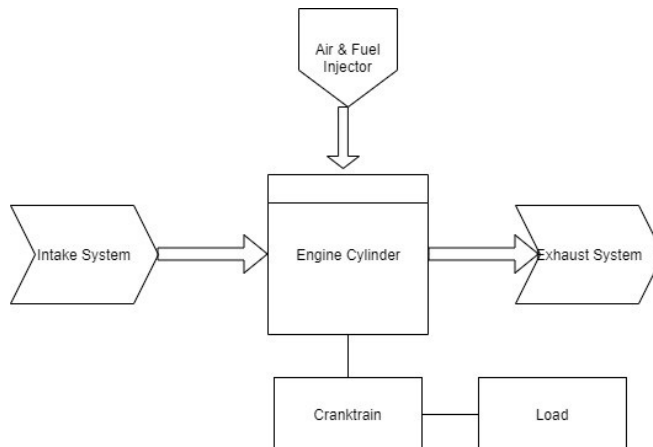 Air & Fuel
Injector
Intake System
Engine Cylinder
Exhaust System
Cranktrain
Load